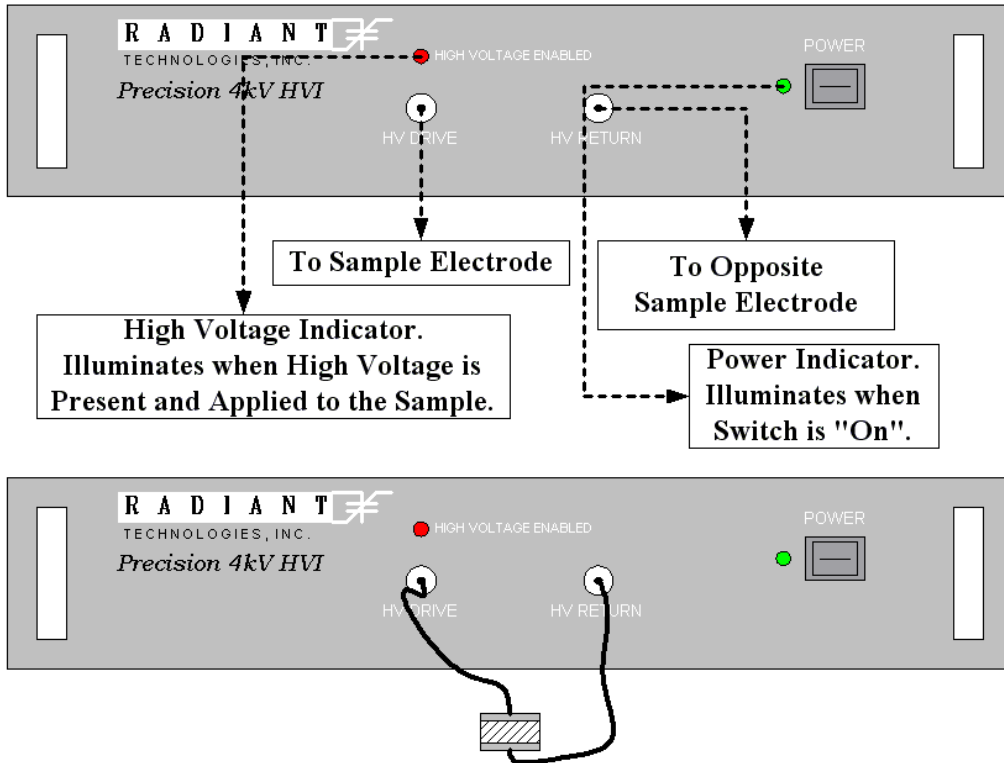 RADIANT
TECHNOLOGIES, INC.
Precision 4kV HVI
HIGH VOLTAGE ENABLED
POWER
HV DRIVE
HV RETURN
To Sample Electrode
To Opposite
Sample Electrode
High Voltage Indicator.
Illuminates when High Voltage is
Present and Applied to the Sample.
Power Indicator.
Illuminates when
Switch is "On".
RADIANT
TECHNOLOGIES, INC.
Precision 4kV HVI
HIGH VOLTAGE ENABLED
POWER
HV DRIVE
HV RETURN